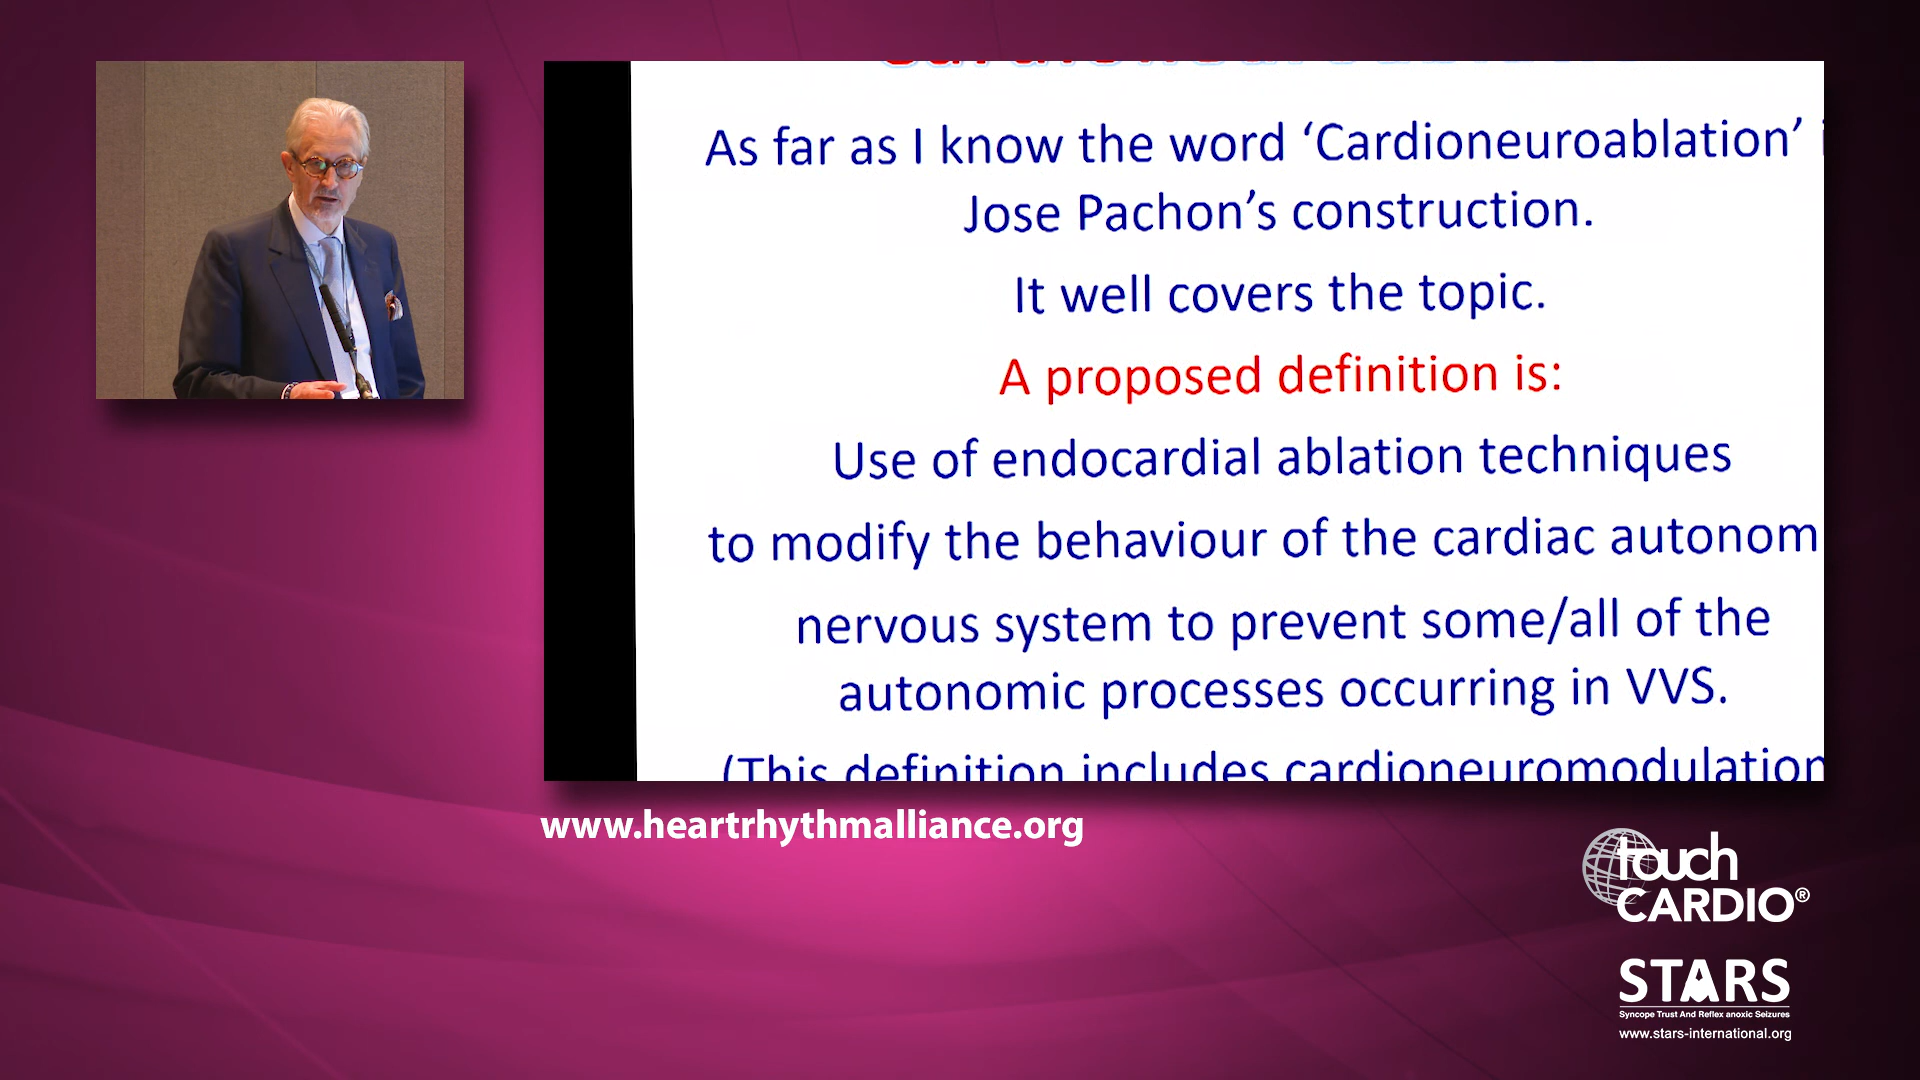 As far as I know the word ‘Cardioneuroablation’
Jose Pachon’s construction.
It well covers the topic.
A proposed definition is:
Use of endocardial ablation techniques
to modify the behaviour of the cardiac autonom
nervous system to prevent some/all of the
autonomic processes occurring in VVS.
(This definition includes cardioneuromodulation
www.heartrhythmalliance.org
touch
CARDIO®
STARS
Syncope Trust And Reflex anoxic Seizures
www.stars-international.org